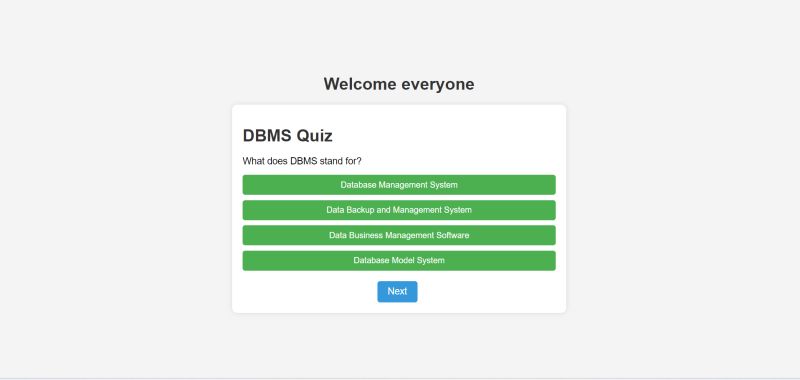 Welcome everyone
DBMS Quiz
What does DBMS stand for?
Database Management System
Data Backup and Management System
Data Business Management Software
Database Model System
Next